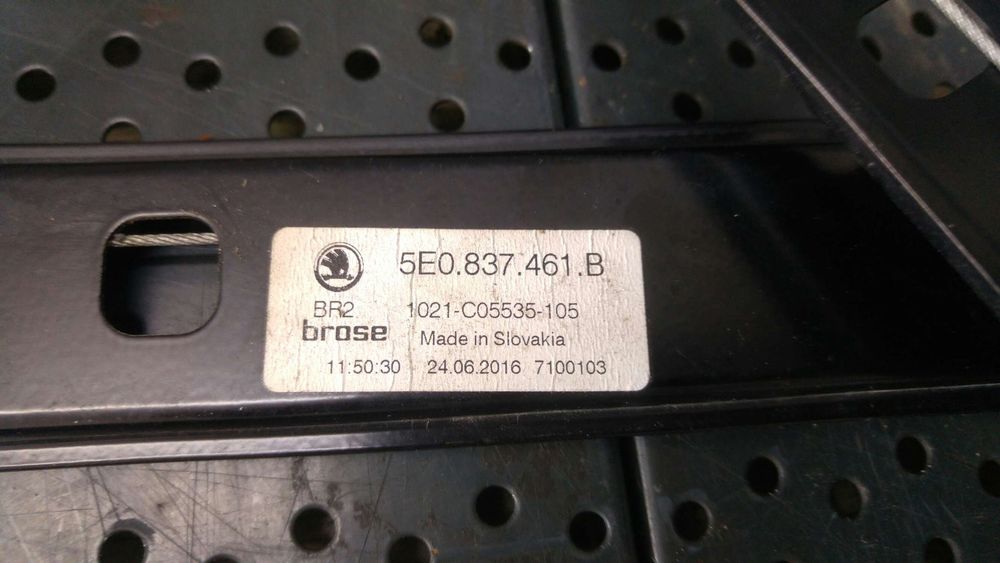 5E0.837.461.B
BR2 1021-C05535-105
brose Made in Slovakia
11:50:30 24.06.2016 7100103